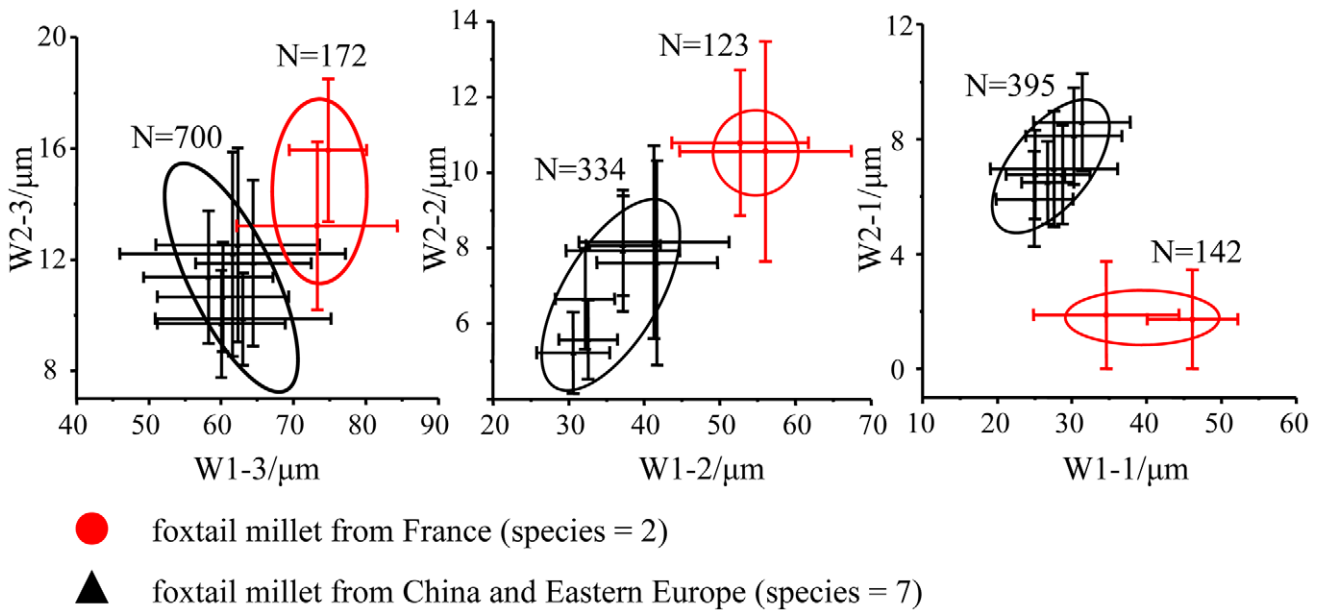 20
16
12
8
W2-3/μm
N=172
N=700
40 50 60 70 80 90
W1-3/μm
14
12
10
8
6
W2-2/μm
N=123
N=334
20 30 40 50 60 70
W1-2/μm
12
8
4
0
W2-1/μm
N=395
N=142
10 20 30 40 50 60
W1-1/μm
foxtail millet from France (species = 2)
foxtail millet from China and Eastern Europe (species = 7)